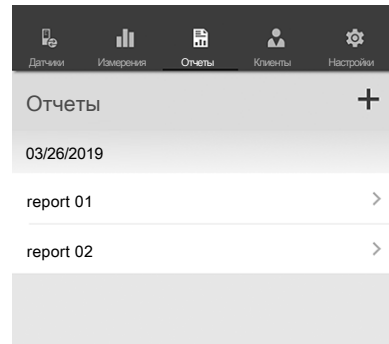 Датчики Измерения Отчеты Клиенты Настройки
Отчеты
03/26/2019
report 01
report 02